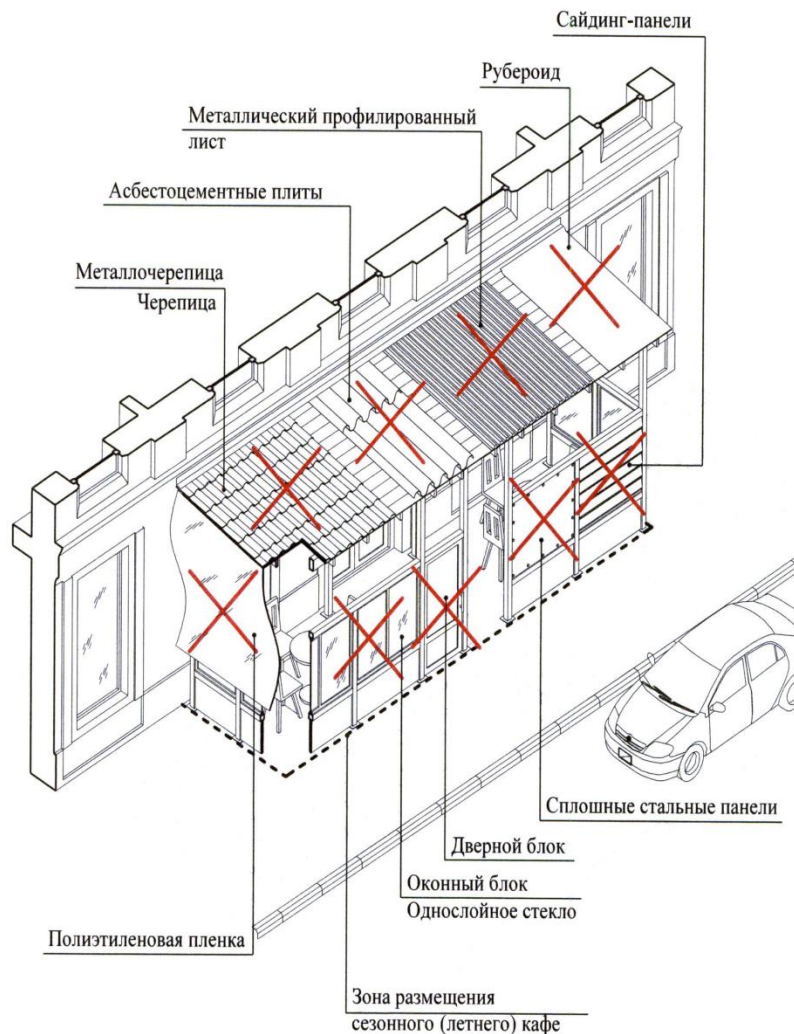 Сайдинг-панели
Рубероид
Металлический профилированный
лист
Асбестоцементные плиты
Металлочерепица
Черепица
Сплошные стальные панели
Дверной блок
Оконный блок
Однослойное стекло
Полиэтиленовая пленка
Зона размещения
сезонного (летнего) кафе